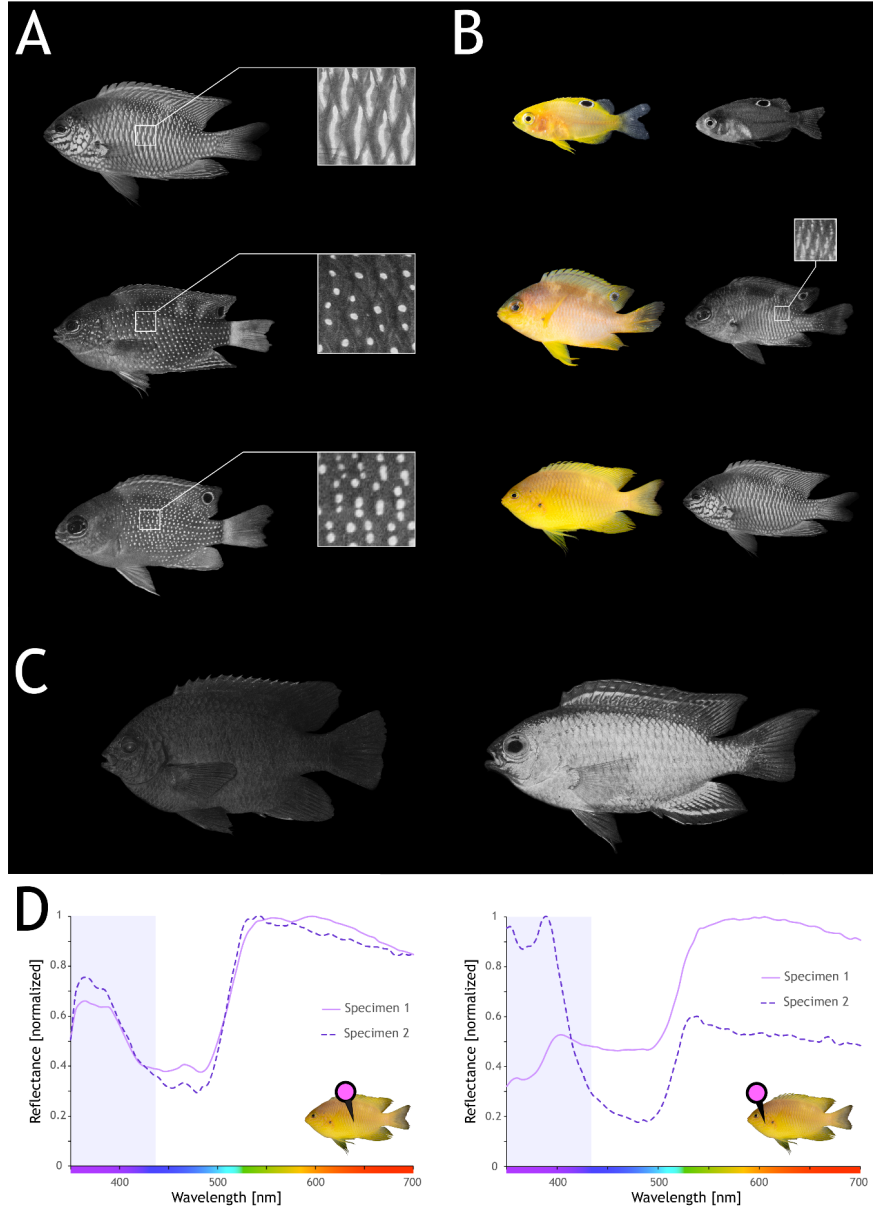 A
B
C
D
1
0.8
0.6
0.4
0.2
0
Reflectance [normalized]
Specimen 1
Specimen 2
400
500
600
700
Wavelength [nm]
1
0.8
0.6
0.4
0.2
0
Reflectance [normalized]
Specimen 1
Specimen 2
400
500
600
700
Wavelength [nm]